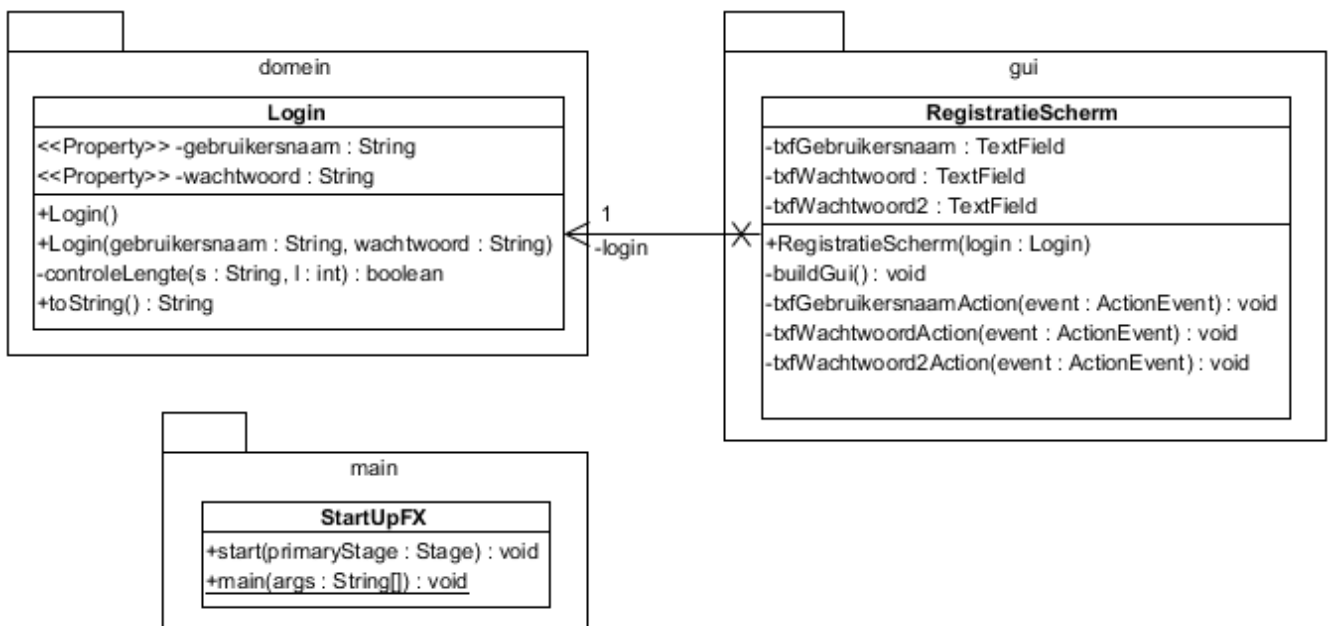 domein
Login
<<Property>> -gebruikersnaam : String
<<Property>> -wachtwoord : String
+Login()
+Login(gebruikersnaam : String, wachtwoord : String)
-controleLengte(s : String, l : int) : boolean
+toString() : String
1
-login
gui
RegistratieScherm
-txfGebruikersnaam : TextField
-txfWachtwoord : TextField
-txfWachtwoord2 : TextField
+RegistratieScherm(login : Login)
-buildGui() : void
-txfGebruikersnaamAction(event : ActionEvent) : void
-txfWachtwoordAction(event : ActionEvent) : void
-txfWachtwoord2Action(event : ActionEvent) : void
main
StartUpFX
+start(primaryStage : Stage) : void
+main(args : String[]) : void